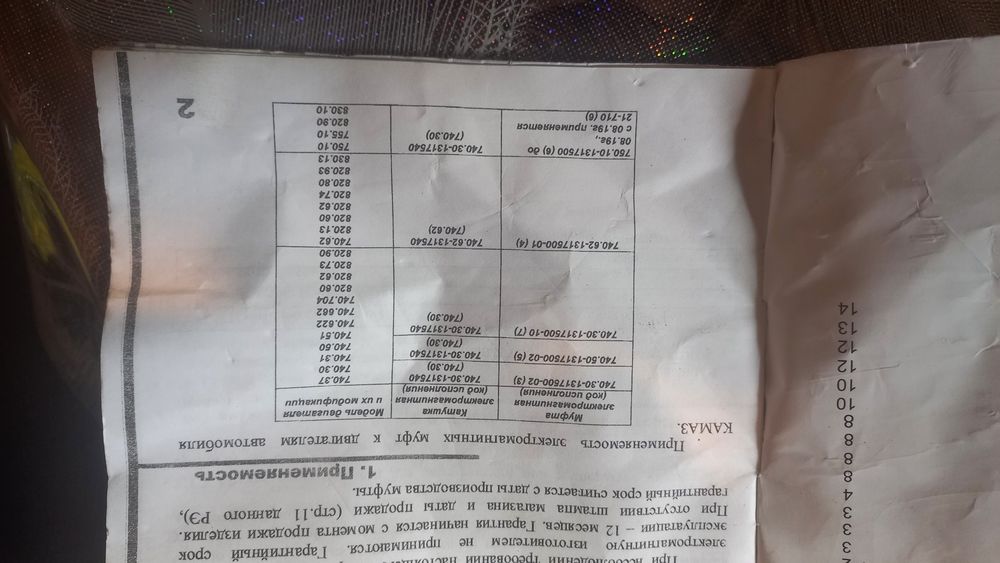 2
3
3
3
4
8
8
8
8
10
10
12
12
13
14
При несоблюдении требований
электромагнитную изготовителем не принимаются. Гарантийный срок
эксплуатации – 12 месяцев. Гарантия начинается с момента продажи изделия.
При отсутствии штампа магазина и даты продажи (стр.11 данного РЭ),
гарантийный срок считается с даты производства муфты.
1. Применяемость
Применяемость электромагнитных муфт к двигателям автомобиля
КАМАЗ.
Муфта
электромагнитная
(код исполнения)
Катушка
электромагнитная
(код исполнения)
Модель двигателя
и их модификации
740.30-1317500-02 (3)
740.30-1317540
(740.30)
740.50-1317500-02 (5)
740.30-1317540
(740.30)
740.30-1317500-10 (7)
740.30-1317540
(740.30)
740.37
740.30
740.31
740.60
740.51
740.622
740.662
740.704
820.60
820.62
820.73
820.90
740.62-1317500-01 (4)
740.62-1317540
(740.62)
740.62
820.13
820.60
820.62
820.74
820.80
820.93
820.13
750.10-1317500 (6) до
08.19г.,
с 08.19г. применяется
21-710 (6)
740.30-1317540
(740.30)
750.10
755.10
820.90
830.10
2